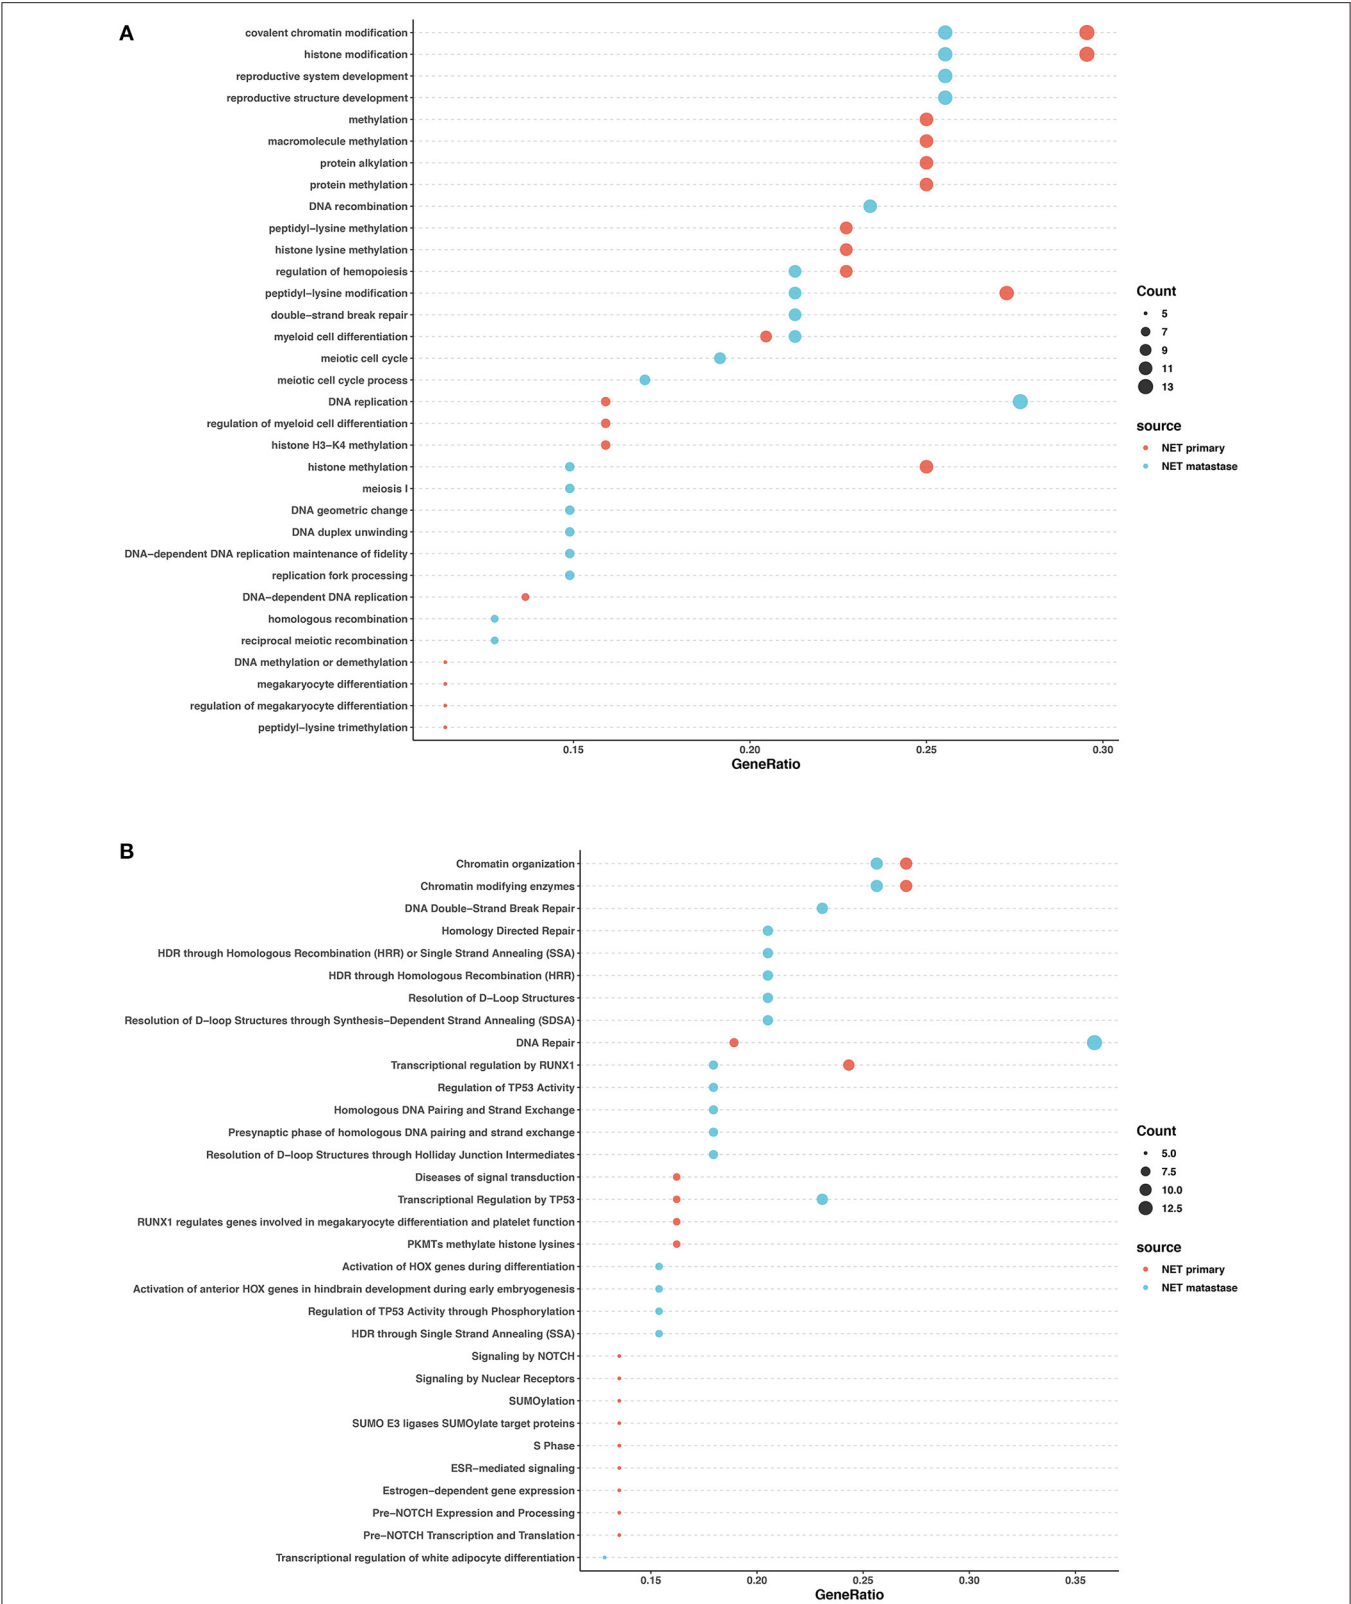 A
covalent chromatin modification
histone modification
reproductive system development
reproductive structure development
methylation
macromolecule methylation
protein alkylation
protein methylation
DNA recombination
peptidyl−lysine methylation
histone lysine methylation
regulation of hemopoiesis
peptidyl−lysine modification
double−strand break repair
myeloid cell differentiation
meiotic cell cycle
meiotic cell cycle process
DNA replication
regulation of myeloid cell differentiation
histone H3−K4 methylation
histone methylation
meiosis I
DNA geometric change
DNA duplex unwinding
DNA−dependent DNA replication maintenance of fidelity
replication fork processing
DNA−dependent DNA replication
homologous recombination
reciprocal meiotic recombination
DNA methylation or demethylation
megakaryocyte differentiation
regulation of megakaryocyte differentiation
peptidyl−lysine trimethylation
0.15 0.20 0.25 0.30
GeneRatio
Count
5
7
9
11
13
source
NET primary
NET matastase
B
Chromatin organization
Chromatin modifying enzymes
DNA Double−Strand Break Repair
Homology Directed Repair
HDR through Homologous Recombination (HRR) or Single Strand Annealing (SSA)
HDR through Homologous Recombination (HRR)
Resolution of D−Loop Structures
Resolution of D−loop Structures through Synthesis−Dependent Strand Annealing (SDSA)
DNA Repair
Transcriptional regulation by RUNX1
Regulation of TP53 Activity
Homologous DNA Pairing and Strand Exchange
Presynaptic phase of homologous DNA pairing and strand exchange
Resolution of D−loop Structures through Holliday Junction Intermediates
Diseases of signal transduction
Transcriptional Regulation by TP53
RUNX1 regulates genes involved in megakaryocyte differentiation and platelet function
PKMTs methylate histone lysines
Activation of HOX genes during differentiation
Activation of anterior HOX genes in hindbrain development during early embryogenesis
Regulation of TP53 Activity through Phosphorylation
HDR through Single Strand Annealing (SSA)
Signaling by NOTCH
Signaling by Nuclear Receptors
SUMOylation
SUMO E3 ligases SUMOylate target proteins
S Phase
ESR−mediated signaling
Estrogen−dependent gene expression
Pre−NOTCH Expression and Processing
Pre−NOTCH Transcription and Translation
Transcriptional regulation of white adipocyte differentiation
0.15 0.20 0.25 0.30 0.35
GeneRatio
Count
5.0
7.5
10.0
12.5
source
NET primary
NET matastase